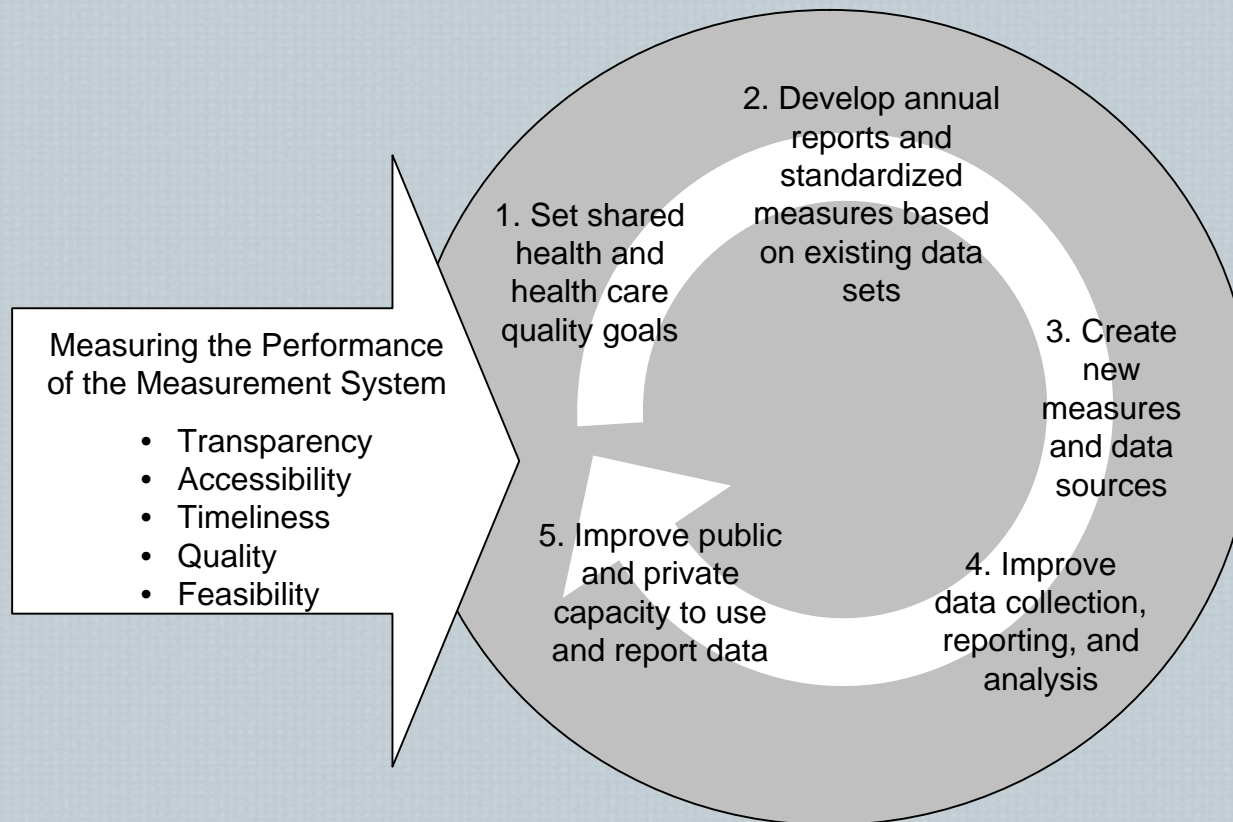 Measuring the Performance
of the Measurement System
• Transparency
• Accessibility
• Timeliness
• Quality
• Feasibility
1. Set shared
health and
health care
quality goals
2. Develop annual
reports and
standardized
measures based
on existing data
sets
3. Create
new
measures
and data
sources
4. Improve
data collection,
reporting, and
analysis
5. Improve public
and private
capacity to use
and report data